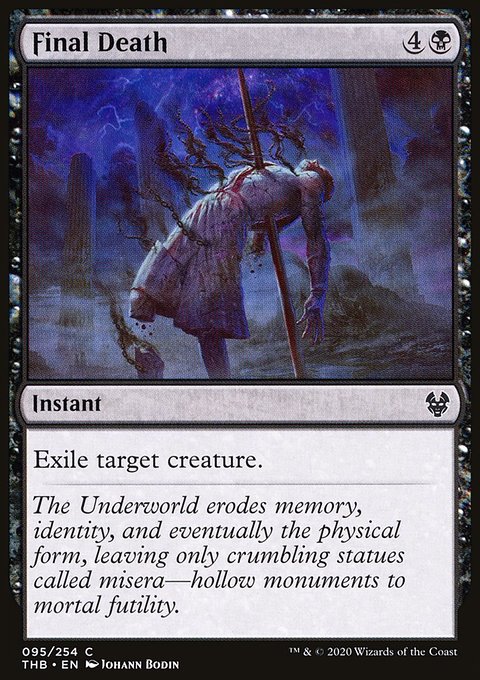 Final Death 4
Instant
Exile target creature.
The Underworld erodes memory,
identity, and eventually the physical
form, leaving only crumbling statues
called misera—hollow monuments to
mortal futility.
095/254 C
THB • EN Johann Bodin
™ & © 2020 Wizards of the Coast